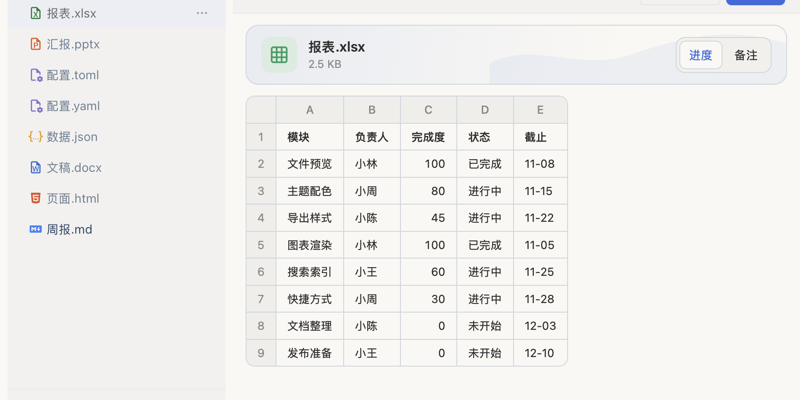 报表.xlsx
汇报.pptx
配置.toml
配置.yaml
数据.json
文稿.docx
页面.html
周报.md
报表.xlsx
2.5 KB
进度 备注
A B C D E
1 模块 负责人 完成度 状态 截止
2 文件预览 小林 100 已完成 11-08
3 主题配色 小周 80 进行中 11-15
4 导出样式 小陈 45 进行中 11-22
5 图表渲染 小林 100 已完成 11-05
6 搜索索引 小王 60 进行中 11-25
7 快捷方式 小周 30 进行中 11-28
8 文档整理 小陈 0 未开始 12-03
9 发布准备 小王 0 未开始 12-10